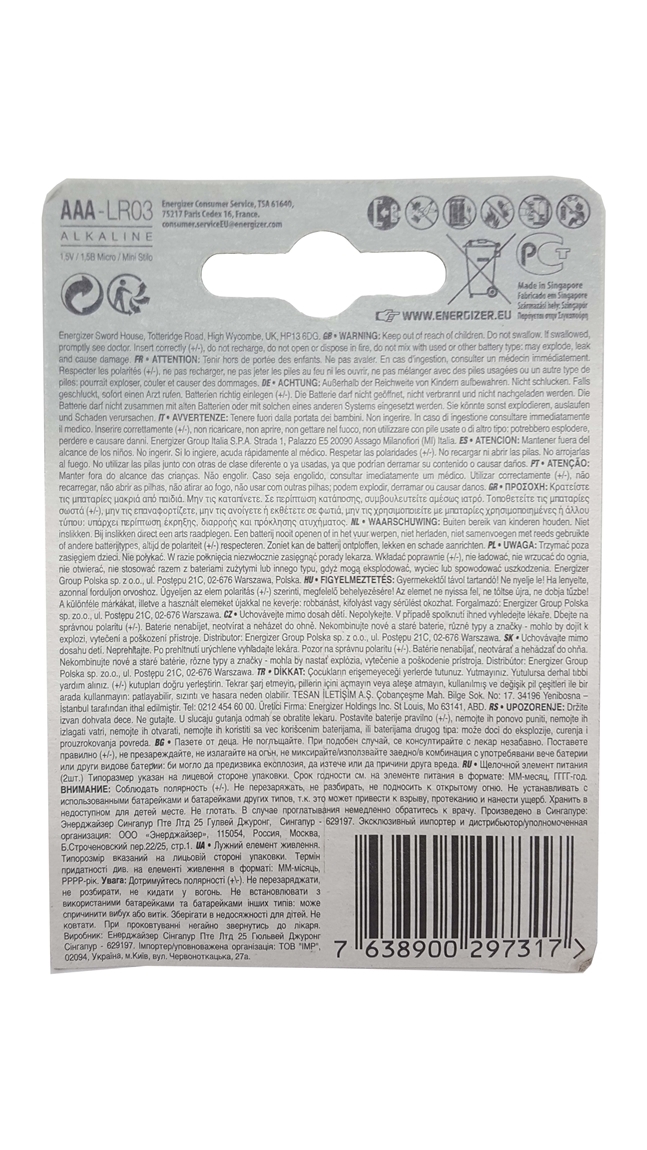 AAA-LR03
ALKALINE
1,5V / 1.5B Micro / Mini Stilo
Energizer Consumer Service, TSA 61640,
75217 Paris Cedex 16, France.
consumer.serviceEU@energizer.com
Made in Singapore
Fabricado em Singapore
Származási hely: Szingapúr
Παράγεται στην Σιγκαπούρη
WWW.ENERGIZER.EU
Energizer Sword House, Totteridge Road, High Wycombe, UK, HP13 6DG. GB • WARNING: Keep out of reach of children. Do not swallow. If swallowed,
promptly see doctor. Insert correctly (+/-), do not recharge, do not open or dispose in fire, do not mix with used or other battery type: may explode, leak
and cause damage. FR • ATTENTION: Tenir hors de portée des enfants. Ne pas avaler. En cas d'ingestion, consulter un médecin immédiatement.
Respecter les polarités (+/-), ne pas recharger, ne pas jeter les piles au feu ni les ouvrir, ne pas mélanger avec des piles usagées ou un autre type de
piles: pourrait exploser, couler et causer des dommages. DE • ACHTUNG: Außerhalb der Reichweite von Kindern aufbewahren. Nicht schlucken. Falls
geschluckt, sofort einen Arzt rufen. Batterien richtig einlegen (+/-). Die Batterie darf nicht geöffnet, nicht verbrannt und nicht nachgeladen werden. Die
Batterie darf nicht zusammen mit alten Batterien oder mit solchen eines anderen Systems eingesetzt werden. Sie könnte sonst explodieren, auslaufen
und Schaden verursachen. IT • AVVERTENZE: Tenere fuori dalla portata dei bambini. Non ingerire. In caso di ingestione consultare immediatamente
il medico. Inserire correttamente (+/-), non ricaricare, non aprire, non gettare nel fuoco, non utilizzare con pile usate o di altro tipo: potrebbero esplodere,
perdere e causare danni. Energizer Group Italia S.P.A. Strada 1, Palazzo E5 20090 Assago Milanofiori (MI) Italia. ES • ATENCION: Mantener fuera del
alcance de los niños. No ingerir. Si lo ingiere, acuda rápidamente al médico. Respetar las polaridades (+/-). No recargar ni abrir las pilas. No arrojarlas
al fuego. No utilizar las pilas junto con otras de clase diferente o ya usadas, ya que podrían derramar su contenido o causar daños. PT • ATENÇÃO:
Manter fora do alcance das crianças. Não engolir. Caso seja engolido, consultar imediatamente um médico. Utilizar correctamente (+/-), não
recarregar, não abrir as pilhas, não atirar ao fogo, não usar com outras pilhas; podem explodir, derramar ou causar danos. GR • ΠΡΟΣΟΧΗ: Κρατείστε
τις μπαταρίες μακριά από παιδιά. Μην τις καταπίνετε. Σε περίπτωση κατάποσης, συμβουλευτείτε αμέσως ιατρό. Τοποθετείτε τις μπαταρίες
σωστά (+/-), μην τις επαναφορτίζετε, μην τις ανοίγετε ή εκθέτετε σε φωτιά, μην τις χρησιμοποιείτε με μπαταρίες χρησιμοποιημένες ή άλλου
τύπου: υπάρχει περίπτωση έκρηξης, διαρροής και πρόκλησης ατυχήματος. NL • WAARSCHUWING: Buiten bereik van kinderen houden. Niet
inslikken. Bij inslikken direct een arts raadplegen. Een batterij nooit openen of in het vuur werpen, niet herladen, niet samenvoegen met reeds gebruikte
of andere batterijtypes, altijd de polariteit (+/-) respecteren. Zoniet kan de batterij ontploffen, lekken en schade aanrichten. PL • UWAGA: Trzymać poza
zasięgiem dzieci. Nie połykać. W razie połknięcia niezwłocznie zasięgnąć porady lekarza. Wkładać poprawnie (+/-), nie ładować, nie wrzucać do ognia,
nie otwierać, nie stosować razem z bateriami zużytymi lub innego typu, gdyż mogą eksplodować, wyciec lub spowodować uszkodzenia. Energizer
Group Polska sp. z o.o., ul. Postępu 21C, 02-676 Warszawa, Polska. HU • FIGYELMEZTETÉS: Gyermekektől távol tartandó! Ne nyelje le! Ha lenyelte,
azonnal forduljon orvoshoz. Ügyeljen az elem polaritás (+/-) szerinti, megfelelő behelyezésére! Az elemet ne nyissa fel, ne töltse újra, ne dobja tűzbe!
A különféle márkákat, illetve a használt elemeket újakkal ne keverje: robbanást, kifolyást vagy sérülést okozhat. Forgalmazó: Energizer Group Polska
sp. zo.o., ul. Postępu 21C, 02-676 Warszawa. CZ • Uchovávejte mimo dosah dětí. Nepolykejte. V případě spolknutí ihned vyhledejte lékaře. Dbejte na
správnou polaritu (+/-). Baterie nenabíjet, neotvírat a neházet do ohně. Nekombinujte nové a staré baterie, různé typy a značky - mohlo by dojít k
explozi, vytečení a poškození přístroje. Distributor: Energizer Group Polska sp. zo.o., ul. Postępu 21C, 02-676 Warszawa. SK • Uchovávajte mimo
dosahu detí. Neprehĺtajte. Po prehltnutí urýchlene vyhľadajte lekára. Pozor na správnu polaritu (+/-). Batérie nenabíjať, neotvárať a nehádzať do ohňa.
Nekombinujte nové a staré batérie, rôzne typy a značky - mohla by nastať explózia, vytečenie a poškodenie prístroja. Distribútor: Energizer Group
Polska sp. zo.o., ul. Postępu 21C, 02-676 Warszawa. TR • DİKKAT: Çocukların erişemeyeceği yerlerde tutunuz. Yutmayınız. Yutulursa derhal tıbbi
yardım alınız. (+/-) kutupları doğru yerleştirin. Tekrar şarj etmeyin, pillerin içini açmayın veya ateşe atmayın, kullanılmış ve değişik pil çeşitleri ile bir
arada kullanmayın: patlayabilir, sızıntı ve hasara neden olabilir. TESAN İLETİŞİM A.Ş. Çobançeşme Mah. Bilge Sok. No: 17. 34196 Yenibosna –
İstanbul tarafından ithal edilmiştir. Tel: 0212 454 60 00. Üretici Firma: Energizer Holdings Inc. St Louis, Mo 63141, ABD. RS • UPOZORENJE: Držite
izvan dohvata dece. Ne gutajte. U slucaju gutanja odmah se obratite lekaru. Postavite baterije pravilno (+/-), nemojte ih ponovo puniti, nemojte ih
izlagati vatri, nemojte ih otvarati, nemojte ih koristiti sa vec korišcenim baterijama, ili baterijama drugog tipa: može doci do eksplozije, curenja i
prouzrokovanja povreda. BG • Пазете от деца. Не поглъщайте. При подобен случай, се консултирайте с лекар незабавно. Поставете
правилно (+/-), не презареждайте, не излагайте на огън, не микcирайте/използвайте заедно/в комбинация с употребявани вече батерии
или други видове батерии: би могло да предизвика експлозия, да изтече или да причини друга вреда. RU • Щелочной элемент питания
(2шт.) Типоразмер указан на лицевой стороне упаковки. Срок годности см. на элементе питания в формате: ММ-месяц, ГГГГ-год.
ВНИМАНИЕ: Соблюдать полярность (+/-). Не перезаряжать, не разбирать, не подносить к открытому огню. Не устанавливать с
использованными батарейками и батарейками других типов, т.к. это может привести к взрыву, протеканию и нанести ущерб. Хранить в
недоступном для детей месте. Не глотать. В случае проглатывания немедленно обратитесь к врачу. Произведено в Сингапуре:
Энерджайзер Сингапур Пте Лтд 25 Гулвей Джуронг, Сингапур - 629197. Эксклюзивный импортер и дистрибьютор/уполномоченная
организация: ООО «Энерджайзер», 115054, Россия, Москва,
Б.Строченовский пер.22/25, стр.1. UA • Лужний елемент живлення.
Типорозмір вказаний на лицьовій стороні упаковки. Термін
придатності див. на елементі живлення в форматі: ММ-місяць,
РРРР-рік. Увага: Дотримуйтесь полярності (+\-). Не перезаряджати,
не розбирати, не кидати у вогонь. Не встановлювати з
використаними батарейками та батарейками інших типів: може
спричинити вибух або витік. Зберігати в недосяжності для дітей. Не
ковтати. При проковтуванні негайно звернутись до лікаря.
Виробник: Енерджайзер Сінгапур Пте Лтд 25 Гюльвей Джуронг
Сінгапур - 629197. Імпортер/уповноважена організація: ТОВ "ІМР",
02094, Україна, м.Київ, вул. Червоноткацька, 27а.
7 638900 297317 >